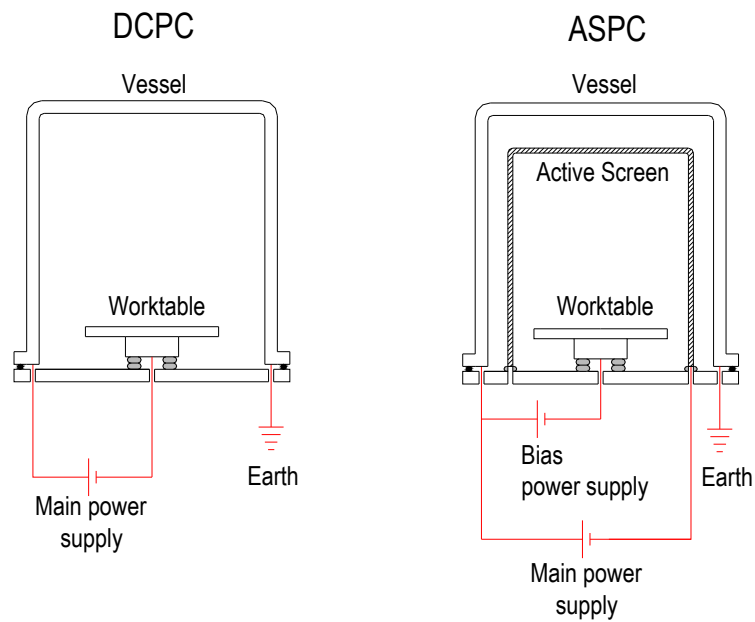 DCPC
Vessel
Worktable
Earth
Main power
supply
ASPC
Vessel
Active Screen
Worktable
Bias
power supply
Earth
Main power
supply